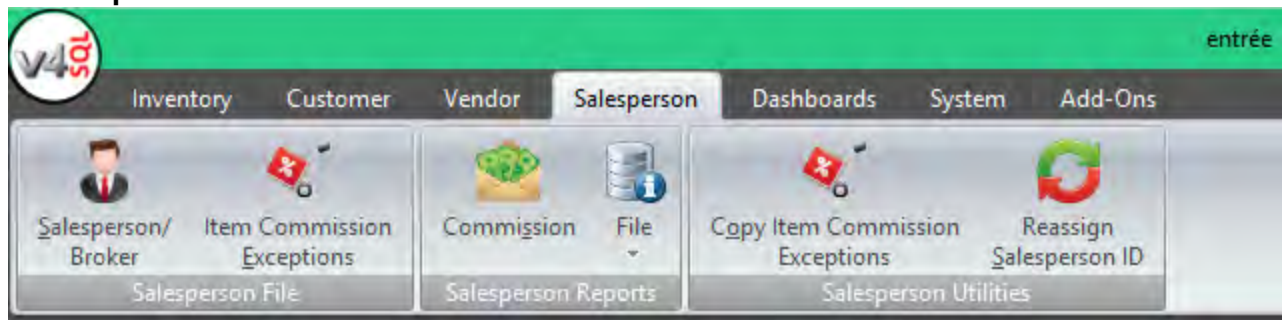 entrée
V4SQL
Inventory Customer Vendor Salesperson Dashboards System Add-Ons
Salesperson/ Item Commission Commission File Copy Item Commission Reassign
Broker Exceptions Exceptions Salesperson ID
Salesperson File Salesperson Reports Salesperson Utilities